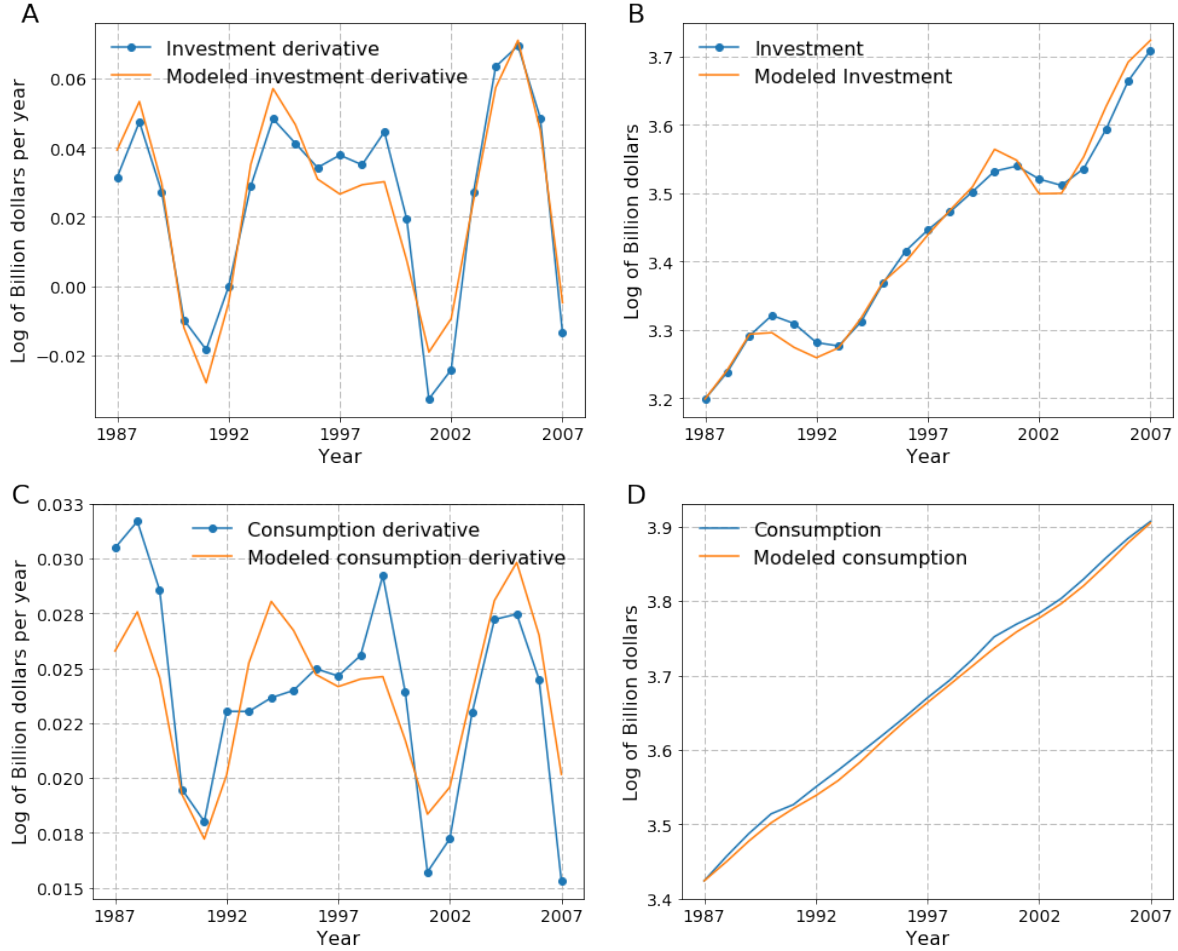 A
Investment derivative
Modeled investment derivative
Log of Billion dollars per year
0.06
0.04
0.02
0.00
−0.02
1987 1992 1997 2002 2007
Year
B
Investment
Modeled Investment
Log of Billion dollars
3.7
3.6
3.5
3.4
3.3
3.2
1987 1992 1997 2002 2007
Year
C
Consumption derivative
Modeled consumption derivative
Log of Billion dollars per year
0.033
0.030
0.028
0.025
0.022
0.020
0.018
0.015
1987 1992 1997 2002 2007
Year
D
Consumption
Modeled consumption
Log of Billion dollars
3.9
3.8
3.7
3.6
3.5
3.4
1987 1992 1997 2002 2007
Year